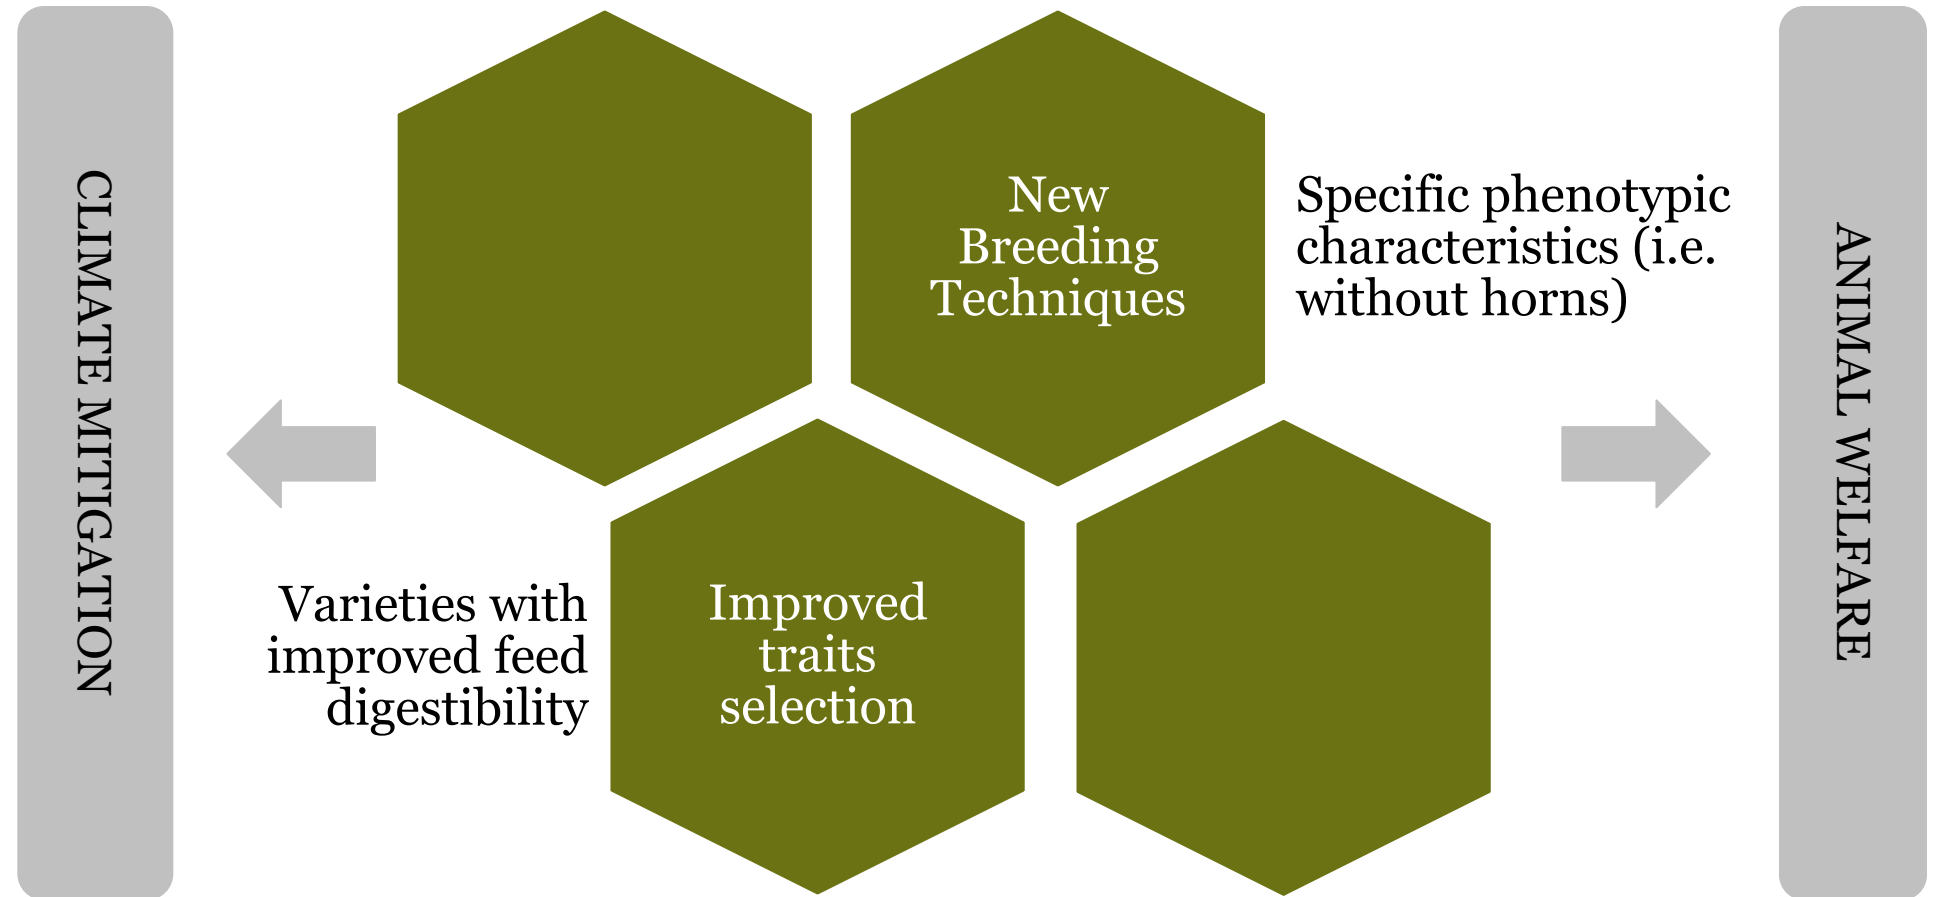 CLIMATE MITIGATION
New
Breeding
Techniques
Specific phenotypic
characteristics (i.e.
without horns)
Varieties with
improved feed
digestibility
Improved
traits
selection
ANIMAL WELFARE